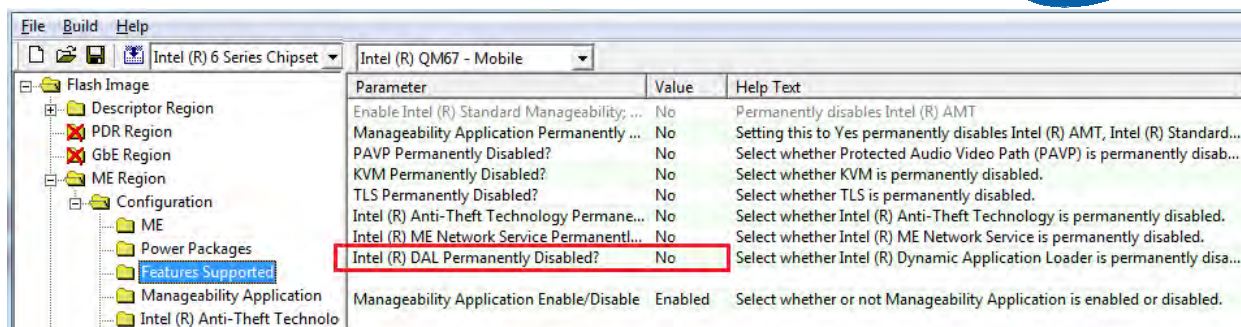 File Build Help
Intel (R) 6 Series Chipset Intel (R) QM67 - Mobile
Flash Image
Descriptor Region
PDR Region
GbE Region
ME Region
Configuration
ME
Power Packages
Features Supported
Manageability Application
Intel (R) Anti-Theft Technolo
Parameter Value Help Text
Enable Intel (R) Standard Manageability; ... No Permanently disables Intel (R) AMT
Manageability Application Permanently ... No Setting this to Yes permanently disables Intel (R) AMT, Intel (R) Standard...
PAVP Permanently Disabled? No Select whether Protected Audio Video Path (PAVP) is permanently disab...
KVM Permanently Disabled? No Select whether KVM is permanently disabled.
TLS Permanently Disabled? No Select whether TLS is permanently disabled.
Intel (R) Anti-Theft Technology Permane... No Select whether Intel (R) Anti-Theft Technology is permanently disabled.
Intel (R) ME Network Service Permanentl... No Select whether Intel (R) ME Network Service is permanently disabled.
Intel (R) DAL Permanently Disabled? No Select whether Intel (R) Dynamic Application Loader is permanently disa...
Manageability Application Enable/Disable Enabled Select whether or not Manageability Application is enabled or disabled.